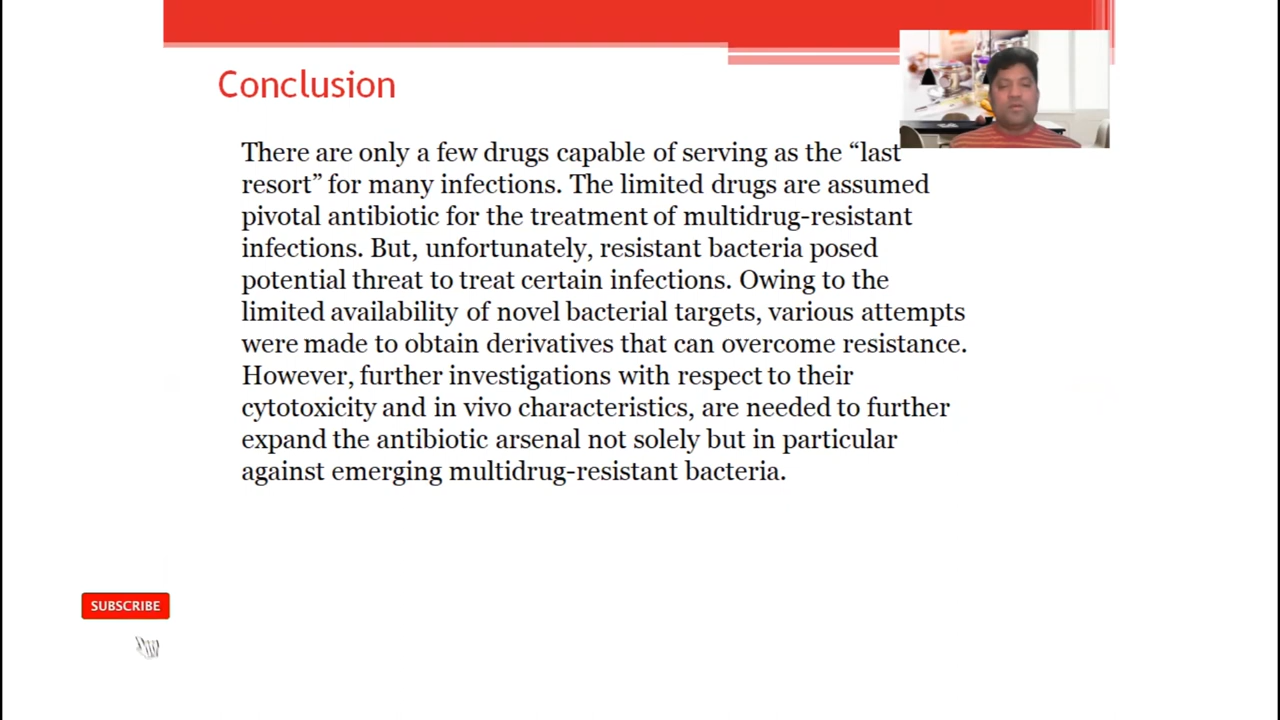 Conclusion
There are only a few drugs capable of serving as the “last
resort” for many infections. The limited drugs are assumed
pivotal antibiotic for the treatment of multidrug-resistant
infections. But, unfortunately, resistant bacteria posed
potential threat to treat certain infections. Owing to the
limited availability of novel bacterial targets, various attempts
were made to obtain derivatives that can overcome resistance.
However, further investigations with respect to their
cytotoxicity and in vivo characteristics, are needed to further
expand the antibiotic arsenal not solely but in particular
against emerging multidrug-resistant bacteria.
SUBSCRIBE